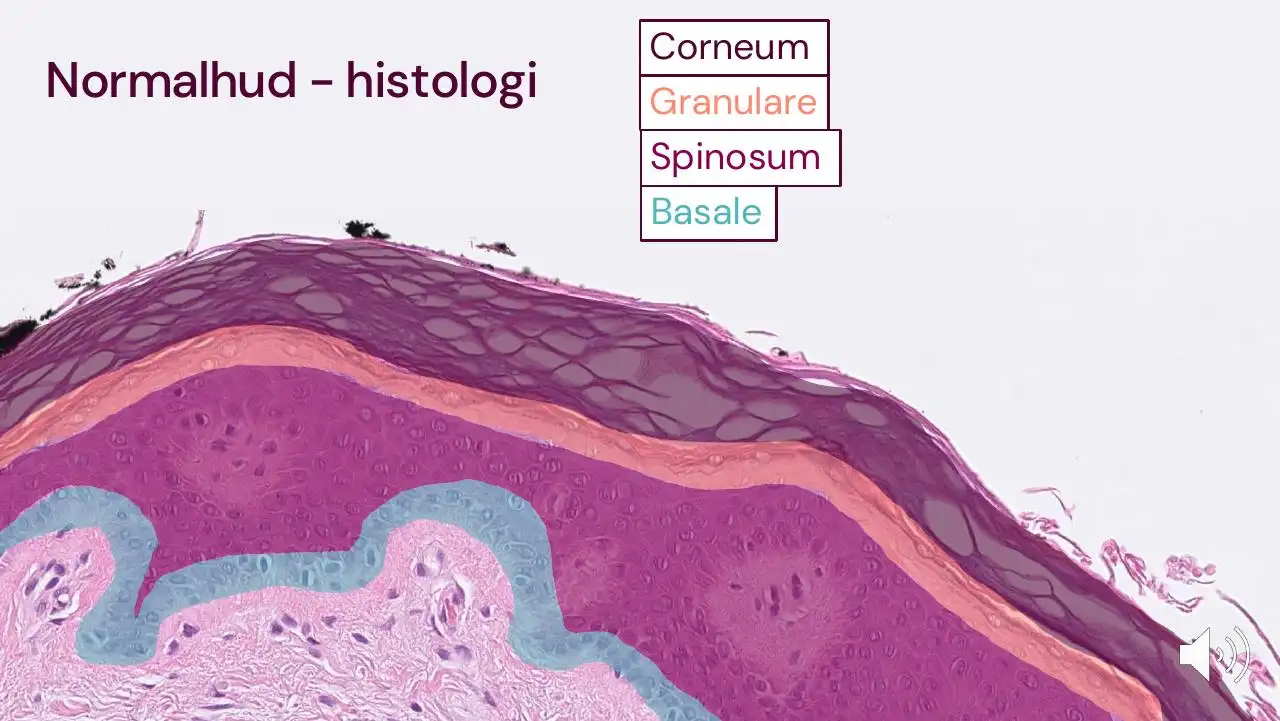 Normalhud - histologi
Corneum
Granulare
Spinosum
Basale